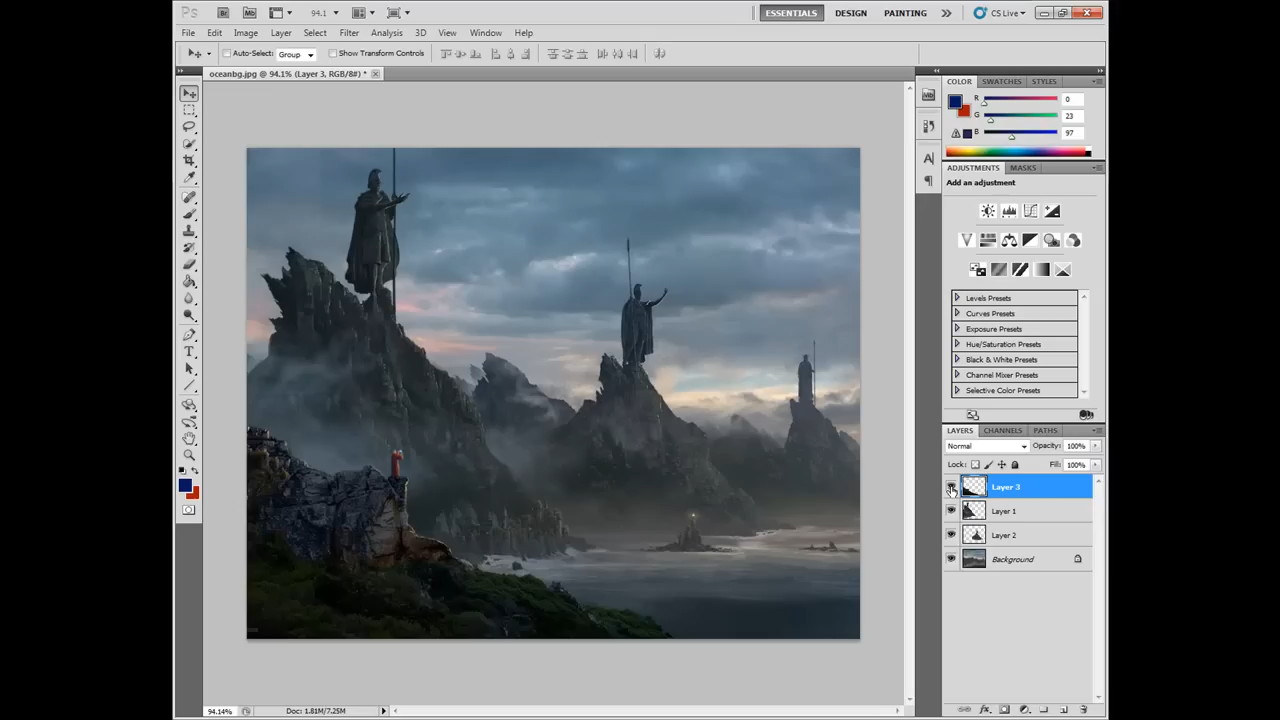 Ps Br Mb 94.1 ESSENTIALS DESIGN PAINTING CS Live
File Edit Image Layer Select Filter Analysis 3D View Window Help
Auto-Select: Group Show Transform Controls
oceanbg.jpg @ 94.1% (Layer 3, RGB/8#) *
COLOR SWATCHES STYLES
R 0
G 23
B 97
ADJUSTMENTS MASKS
Add an adjustment
Levels Presets
Curves Presets
Exposure Presets
Hue/Saturation Presets
Black & White Presets
Channel Mixer Presets
Selective Color Presets
LAYERS CHANNELS PATHS
Normal Opacity: 100%
Lock: Fill: 100%
Layer 3
Layer 1
Layer 2
Background
94.14% Doc: 1.81M/7.25M